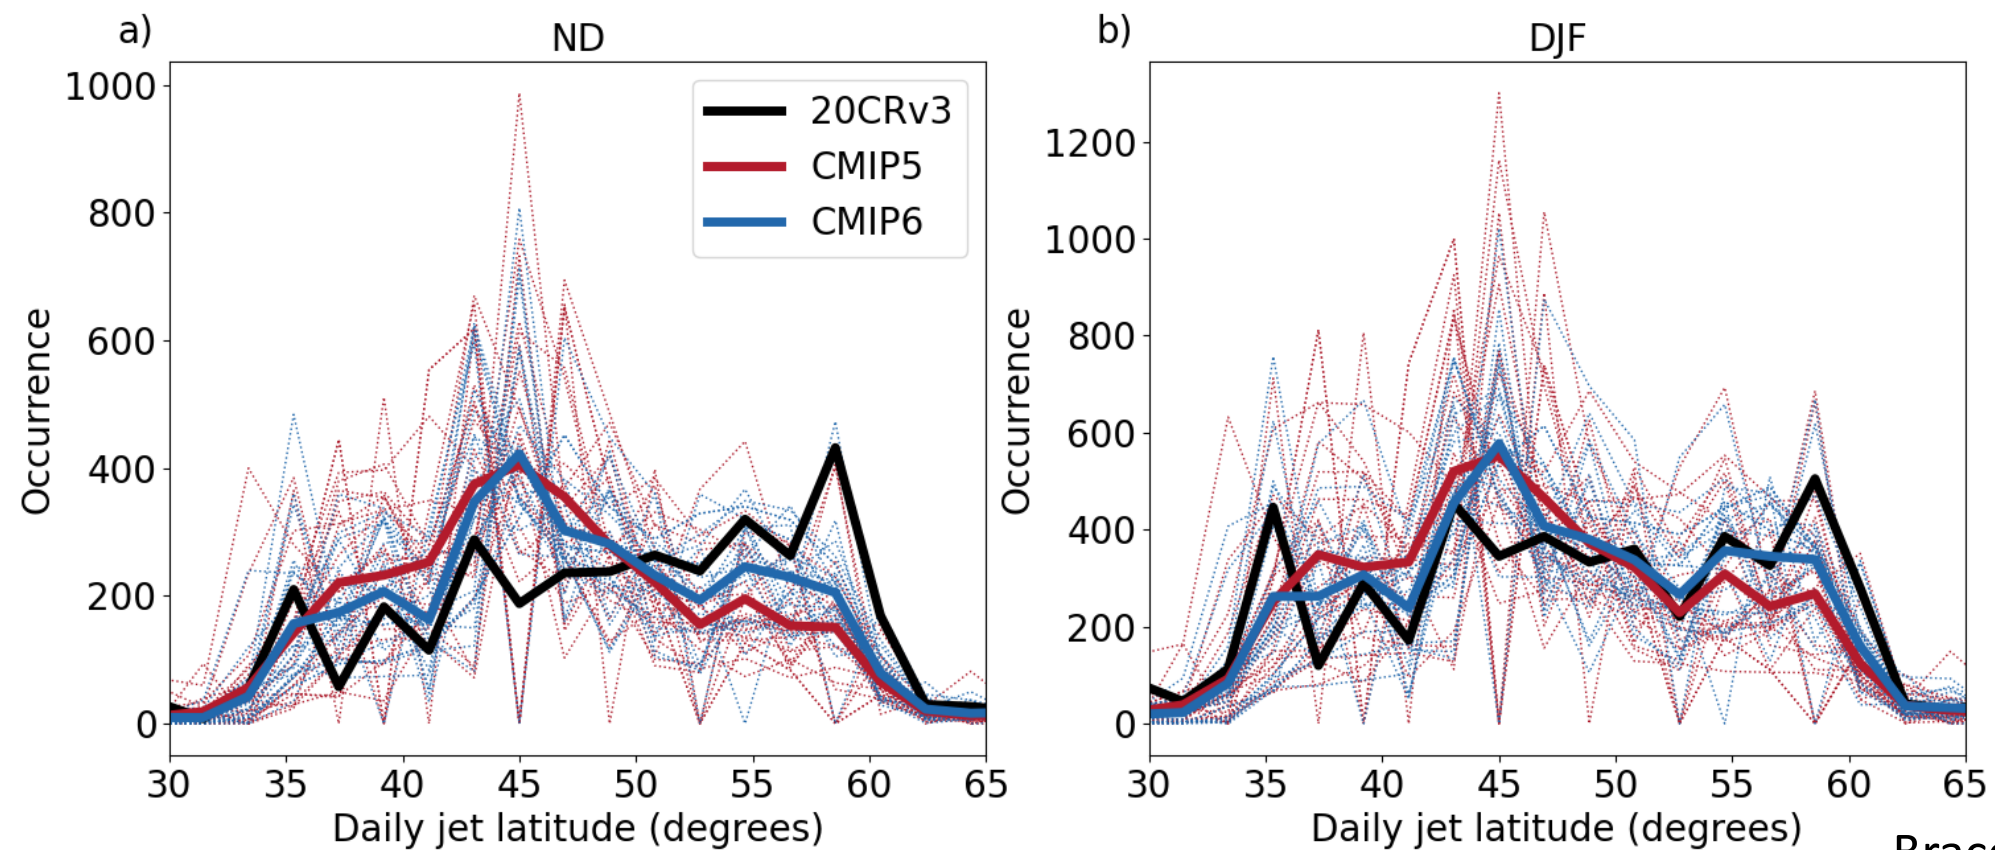 a)
ND
1000
800
600
400
200
0
Occurrence
20CRv3
CMIP5
CMIP6
30 35 40 45 50 55 60 65
Daily jet latitude (degrees)
b)
DJF
1200
1000
800
600
400
200
0
Occurrence
30 35 40 45 50 55 60 65
Daily jet latitude (degrees)